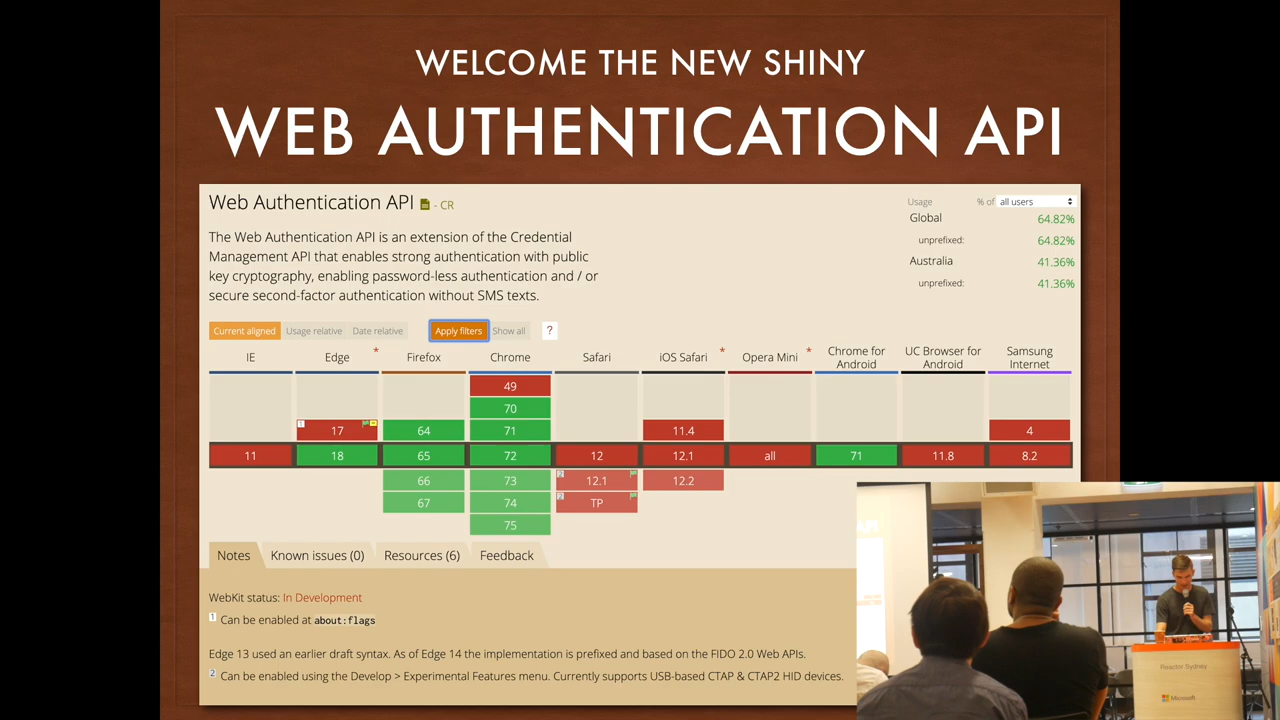 WELCOME THE NEW SHINY
WEB AUTHENTICATION API
Web Authentication API - CR
The Web Authentication API is an extension of the Credential
Management API that enables strong authentication with public
key cryptography, enabling password-less authentication and / or
secure second-factor authentication without SMS texts.
Usage % of all users
Global 64.82%
unprefixed: 64.82%
Australia 41.36%
unprefixed: 41.36%
Current aligned Usage relative Date relative Apply filters Show all ?
IE Edge * Firefox Chrome Safari iOS Safari * Opera Mini * Chrome for Android UC Browser for Android Samsung Internet
49
70
1 17 64 71 11.4 4
11 18 65 72 12 12.1 all 71 11.8 8.2
66 73 2 12.1 12.2
67 74 2 TP
75
Notes Known issues (0) Resources (6) Feedback
WebKit status: In Development
1 Can be enabled at about:flags
Edge 13 used an earlier draft syntax. As of Edge 14 the implementation is prefixed and based on the FIDO 2.0 Web APIs.
2 Can be enabled using the Develop > Experimental Features menu. Currently supports USB-based CTAP & CTAP2 HID devices.
API
Reactor Sydney
Microsoft